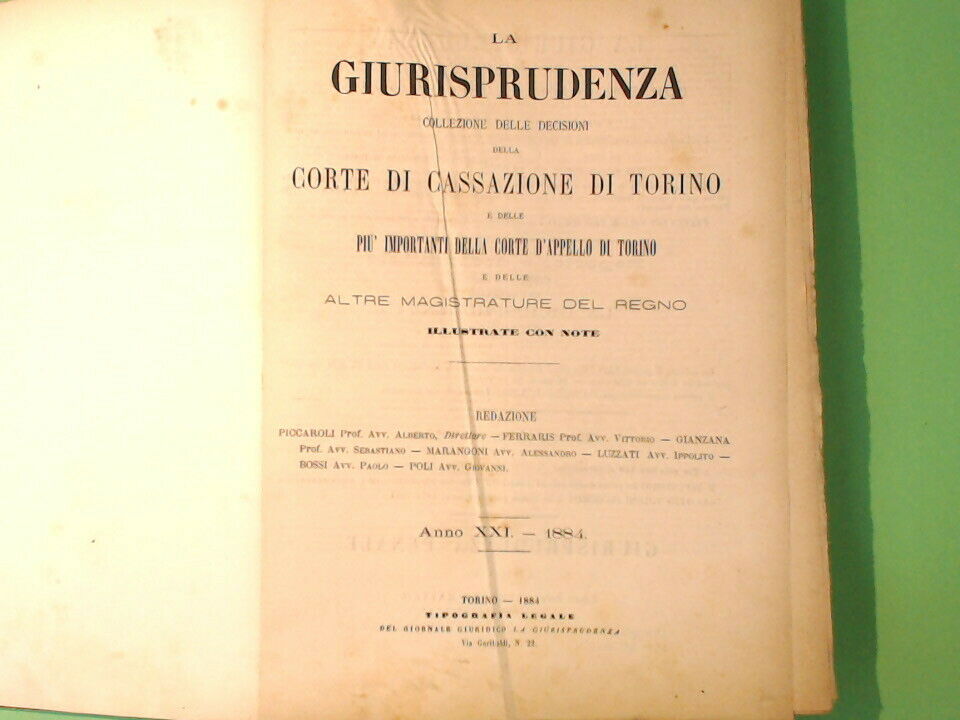 LA
GIURISPRUDENZA
COLLEZIONE DELLE DECISIONI
DELLA
CORTE DI CASSAZIONE DI TORINO
E DELLE
PIU' IMPORTANTI DELLA CORTE D'APPELLO DI TORINO
E DELLE
ALTRE MAGISTRATURE DEL REGNO
ILLUSTRATE CON NOTE
REDAZIONE
PICCAROLI Prof. Avv. Alberto, Direttore — FERRARIS Prof. Avv. Vittorio — GIANZANA
Prof. Avv. Sebastiano — MARANGONI Avv. Alessandro — LUZZATI Avv. Ippolito —
BOSSI Avv. Paolo — POLI Avv. Giovanni.
Anno XXI. — 1884.
TORINO — 1884
TIPOGRAFIA LEGALE
DEL GIORNALE GIURIDICO LA GIURISPRUDENZA
Via Garibaldi, N. 23.